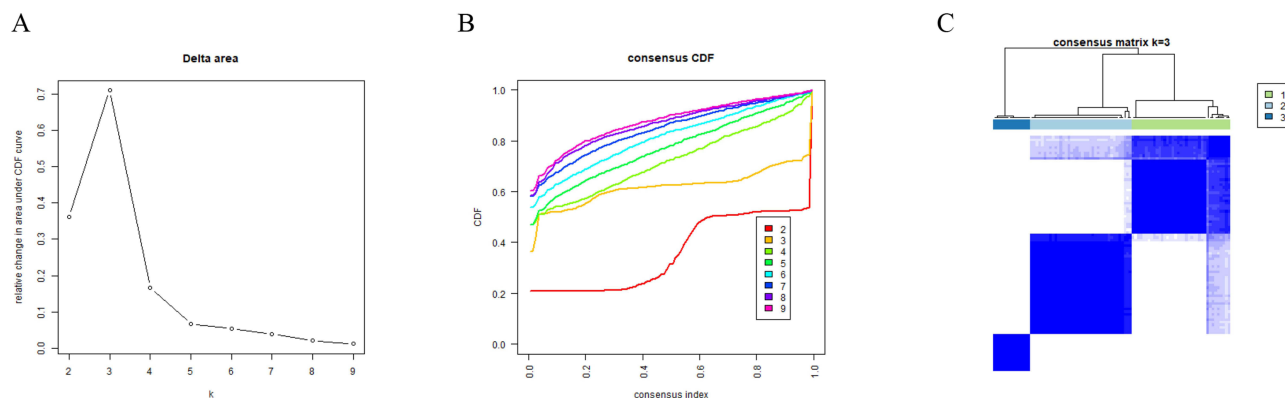 A
Delta area
relative change in area under CDF curve
0.0 0.1 0.2 0.3 0.4 0.5 0.6 0.7
2 3 4 5 6 7 8 9
k
B
consensus CDF
CDF
0.0 0.2 0.4 0.6 0.8 1.0
0.0 0.2 0.4 0.6 0.8 1.0
consensus index
2
3
4
5
6
7
8
9
C
consensus matrix k=3
1
2
3